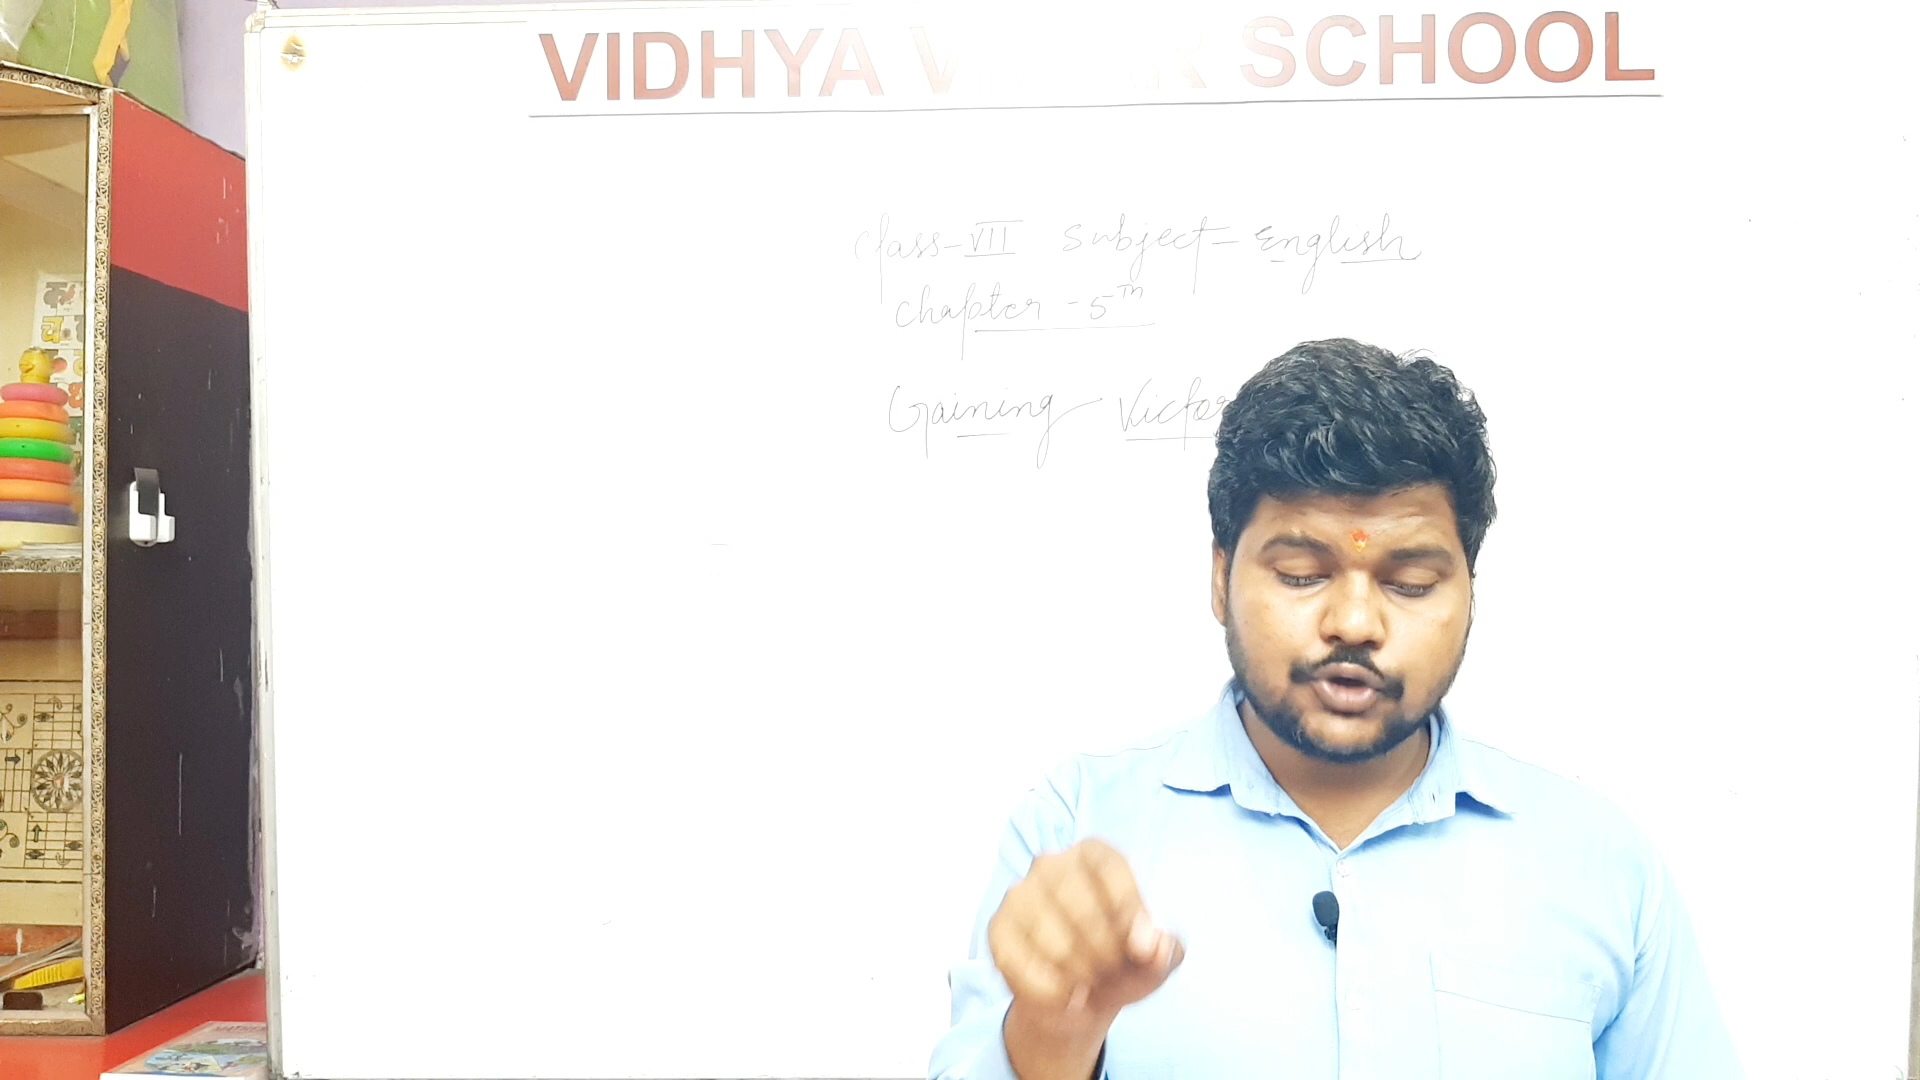 VIDHYA SCHOOL
Class-VII Subject-English
Chapter-5th
Gaining
क
च